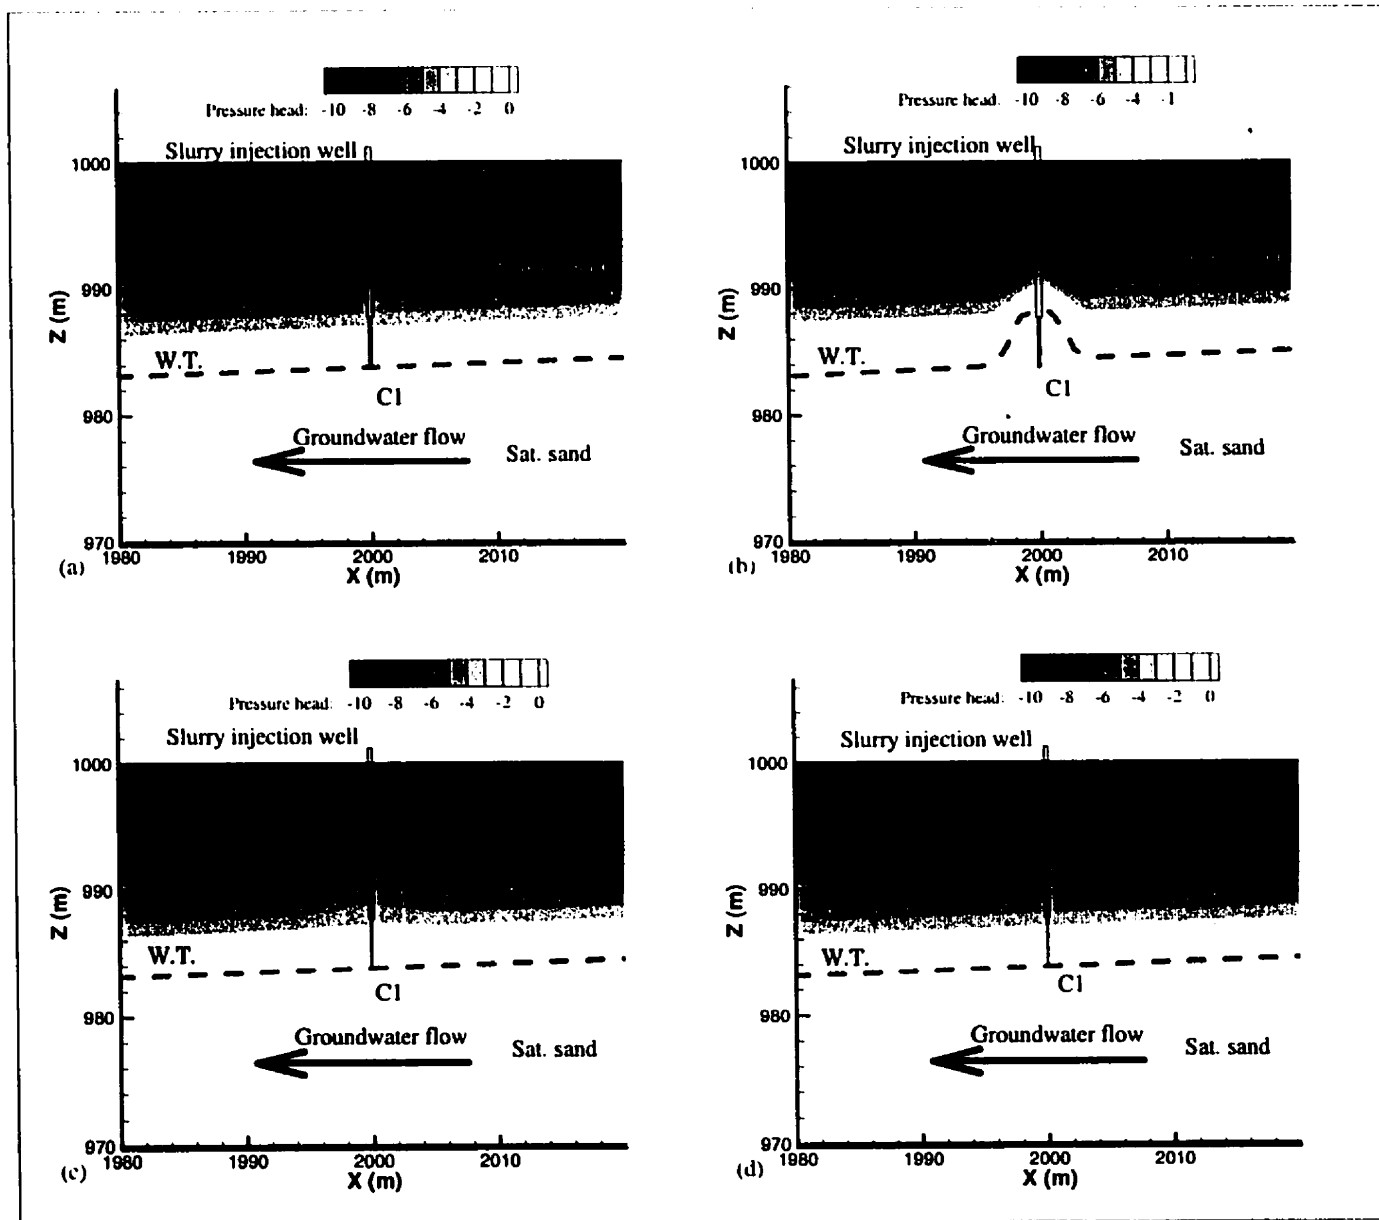 Pressure head: -10 -8 -6 -4 -2 0
Slurry injection well
1000
990
980
970
Z (m)
W.T.
C1
Groundwater flow
Sat. sand
1980 1990 2000 2010
X (m)
(a)
Pressure head: -10 -8 -6 -4 -1
Slurry injection well
1000
990
980
970
Z (m)
W.T.
C1
Groundwater flow
Sat. sand
1980 1990 2000 2010
X (m)
(b)
Pressure head: -10 -8 -6 -4 -2 0
Slurry injection well
1000
990
980
970
Z (m)
W.T.
C1
Groundwater flow
Sat. sand
1980 1990 2000 2010
X (m)
(c)
Pressure head: -10 -8 -6 -4 -2 0
Slurry injection well
1000
990
980
970
Z (m)
W.T.
C1
Groundwater flow
Sat. sand
1980 1990 2000 2010
X (m)
(d)